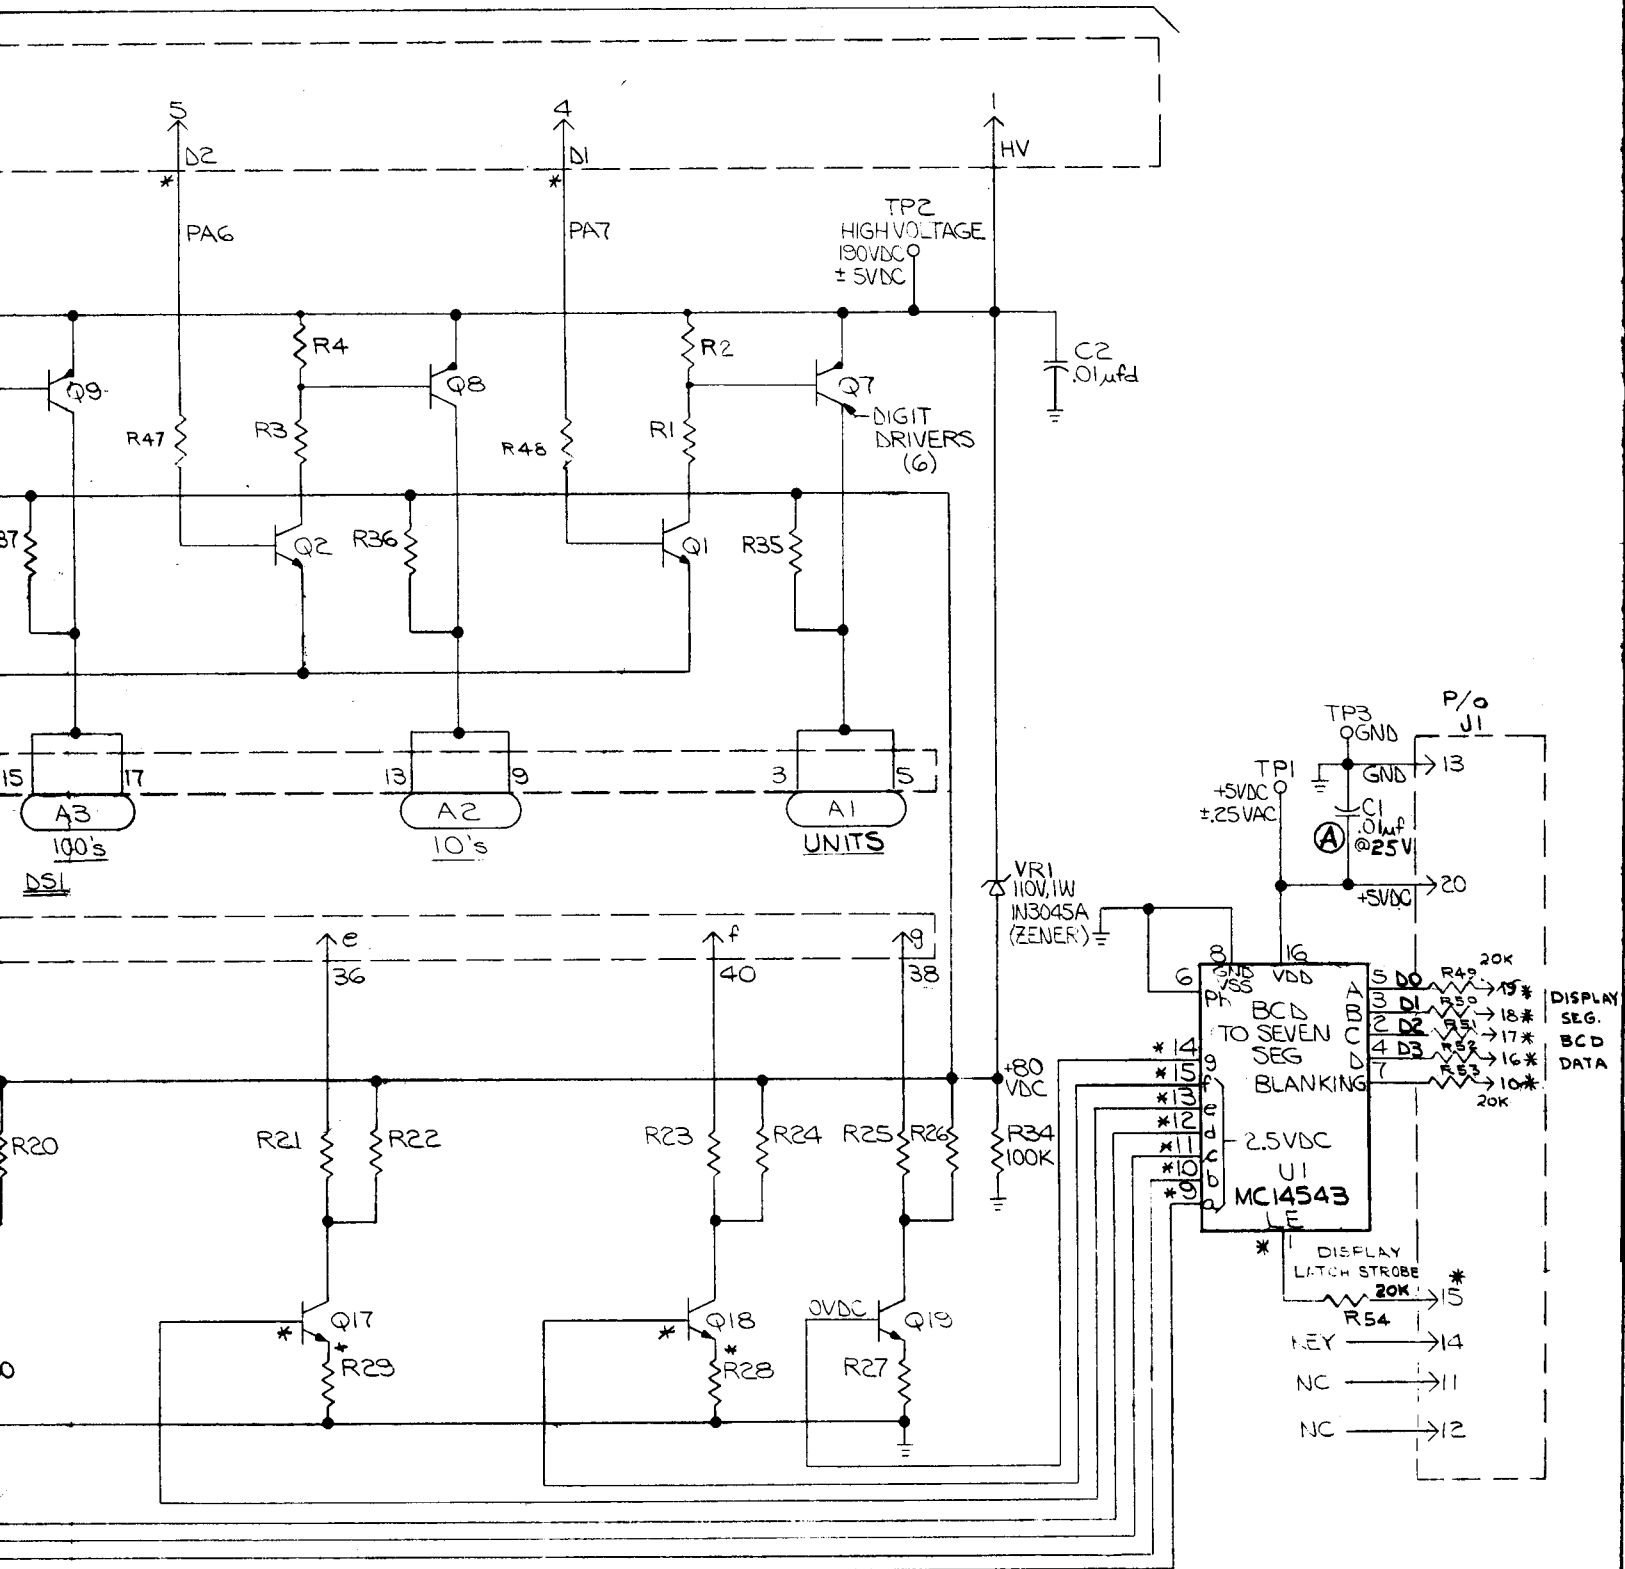 5
D2
*
PA6
4
D1
*
PA7
1
HV
TP2
HIGH VOLTAGE
190VDC
± 5VDC
Q9
R4
Q8
R2
Q7
C2
.01µfd
DIGIT
DRIVERS
(6)
R47
R3
R48
R1
37
Q2
R36
Q1
R35
15
17
13
9
3
5
A3
A2
A1
100's
10's
UNITS
DS1
P/O
J1
TP3
GND
GND
13
TP1
+5VDC
±.25VAC
C1
.01µf
@25V
A
+5VDC
20
VR1
110V, 1W
IN3045A
(ZENER)
e
36
f
40
g
38
8
16
6
GND
VSS
VDD
Ph
BCD
TO SEVEN
SEG
BLANKING
A
B
C
D
5 D0 R49 20K 19*
3 D1 R50 18*
2 D2 R51 17*
4 D3 R52 16*
7 R53 10*
20K
DISPLAY
SEG.
BCD
DATA
*14 g
*15 f
*13 e
*12 d
*11 c
*10 b
*9 a
2.5VDC
U1
MC14543
LE
1
*
+80
VDC
R20
R21
R22
R23
R24
R25
R26
R34
100K
DISPLAY
LATCH STROBE
20K
15
*
R54
KEY
14
NC
11
NC
12
*
Q17
*
R29
*
Q18
*
R28
0VDC
Q19
R27
0